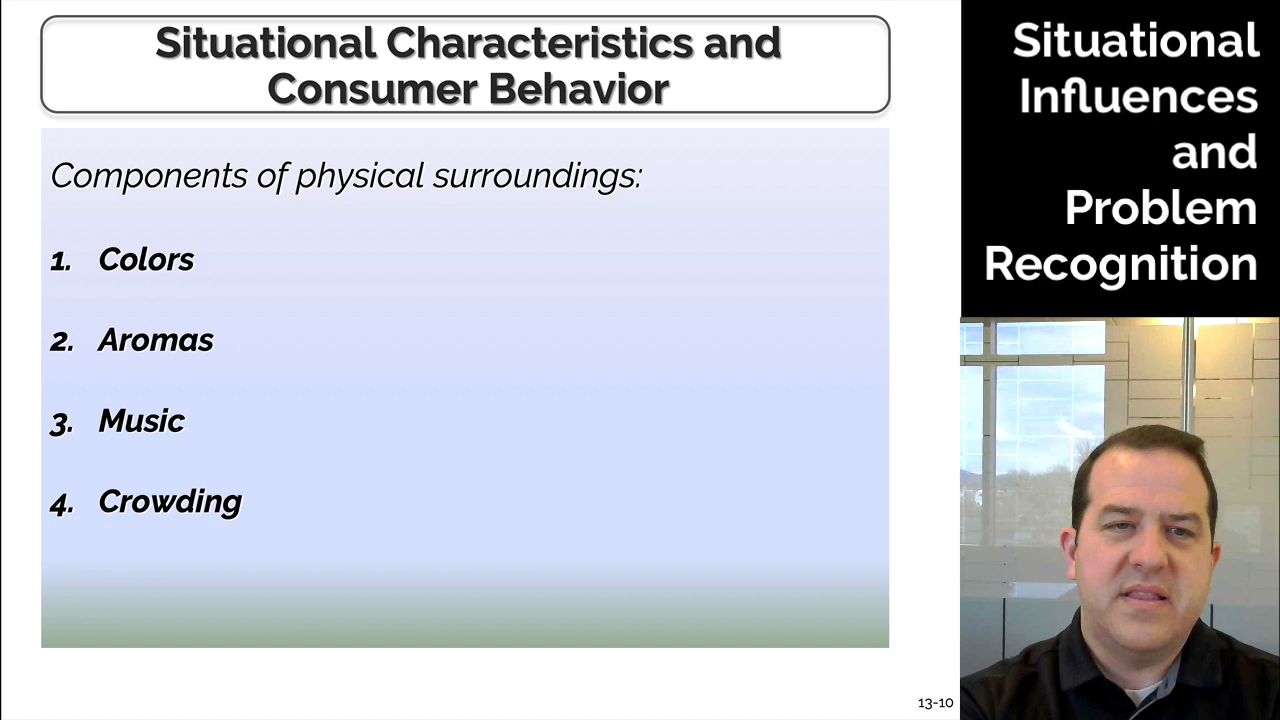 Situational Characteristics and
Consumer Behavior
Components of physical surroundings:
1. Colors
2. Aromas
3. Music
4. Crowding
13-10
Situational
Influences
and
Problem
Recognition